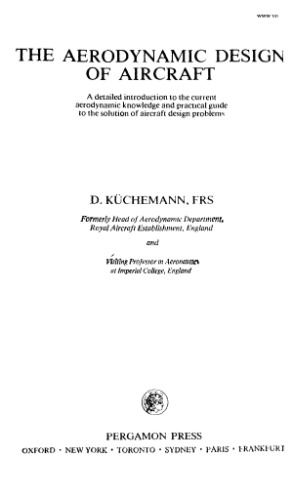 THE AERODYNAMIC DESIGN
OF AIRCRAFT
A detailed introduction to the current
aerodynamic knowledge and practical guide
to the solution of aircraft design problems
D. KÜCHEMANN, FRS
Formerly Head of Aerodynamic Department,
Royal Aircraft Establishment, England
and
Visiting Professor in Aeronautics
at Imperial College, England
PERGAMON PRESS
OXFORD · NEW YORK · TORONTO · SYDNEY · PARIS · FRANKFURT